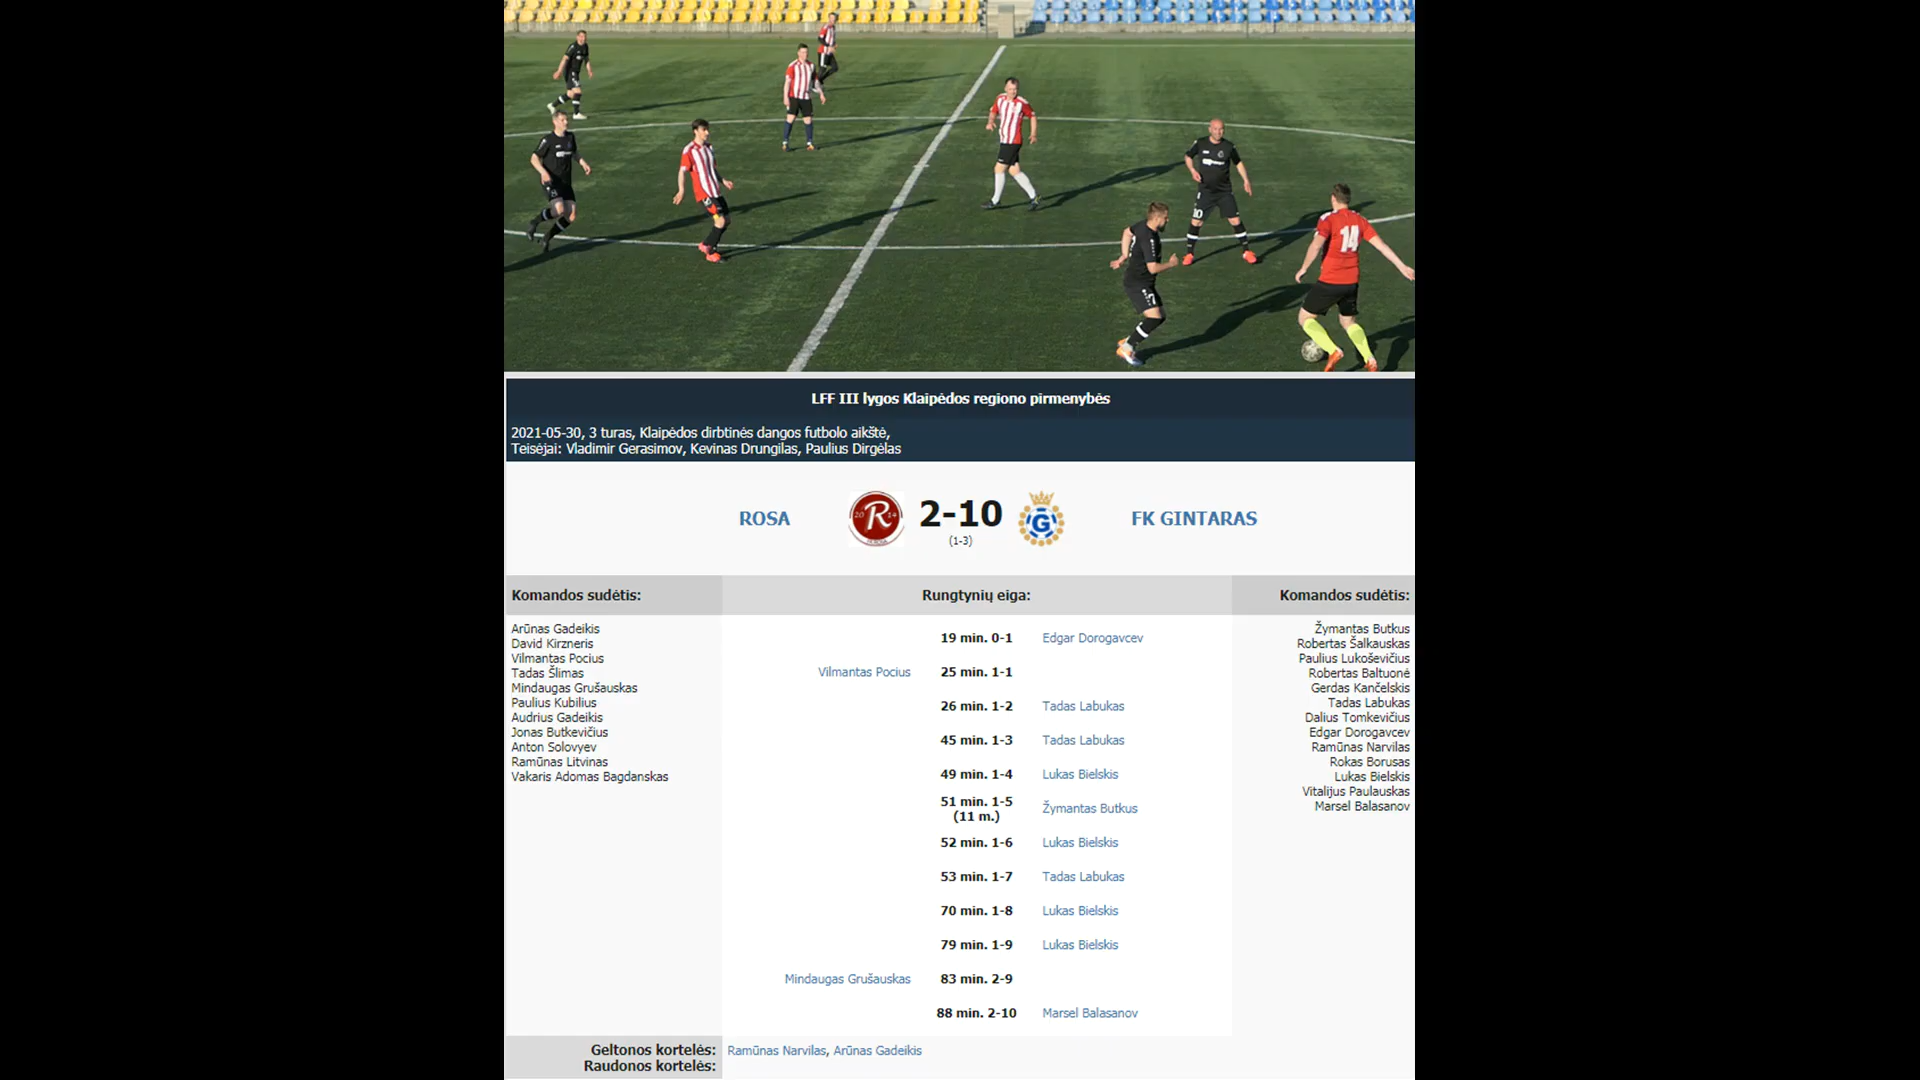 14
10
7
LFF III lygos Klaipėdos regiono pirmenybės
2021-05-30, 3 turas, Klaipėdos dirbtinės dangos futbolo aikštė,
Teisėjai: Vladimir Gerasimov, Kevinas Drungilas, Paulius Dirgėlas
ROSA
20 R 14
2-10
G
FK GINTARAS
(1-3)
Komandos sudėtis:
Arūnas Gadeikis
David Kirzneris
Vilmantas Pocius
Tadas Šlimas
Mindaugas Grušauskas
Paulius Kubilius
Audrius Gadeikis
Jonas Butkevičius
Anton Solovyev
Ramūnas Litvinas
Vakaris Adomas Bagdanskas
Rungtynių eiga:
19 min. 0-1 Edgar Dorogavcev
Vilmantas Pocius 25 min. 1-1
26 min. 1-2 Tadas Labukas
45 min. 1-3 Tadas Labukas
49 min. 1-4 Lukas Bielskis
51 min. 1-5
(11 m.) Žymantas Butkus
52 min. 1-6 Lukas Bielskis
53 min. 1-7 Tadas Labukas
70 min. 1-8 Lukas Bielskis
79 min. 1-9 Lukas Bielskis
Mindaugas Grušauskas 83 min. 2-9
88 min. 2-10 Marsel Balasanov
Komandos sudėtis:
Žymantas Butkus
Robertas Šalkauskas
Paulius Lukoševičius
Robertas Baltuonė
Gerdas Kančelskis
Tadas Labukas
Dalius Tomkevičius
Edgar Dorogavcev
Ramūnas Narvilas
Rokas Borusas
Lukas Bielskis
Vitalijus Paulauskas
Marsel Balasanov
Geltonos kortelės: Ramūnas Narvilas, Arūnas Gadeikis
Raudonos kortelės: